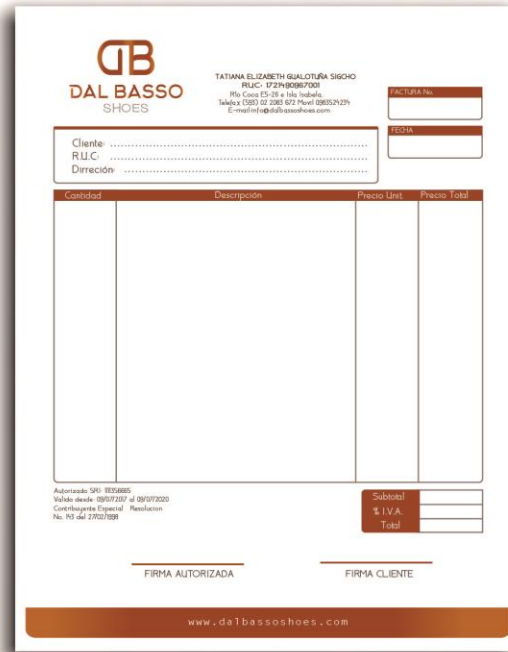 DB
DAL BASSO
SHOES
TATIANA ELIZABETH GUALOTUÑA SIGCHO
RUC: 1721490967001
Río Coca E5-28 e Isla Isabela.
Telefax (593) 02 2083 672 Movil 0983524234
E-mail info@dalbassoshoes.com
FACTURA No.
FECHA
Cliente:
R.U.C:
Dirreción:
Cantidad Descripción Precio Unit. Precio Total
Autorizado SRI:
Valido desde: 09/07/2017 al 09/07/2020
Contribuyente Especial Resolucion
No. 143 del 27/02/1998
Subtotal
% I.V.A.
Total
FIRMA AUTORIZADA FIRMA CLIENTE
www.dalbassoshoes.com